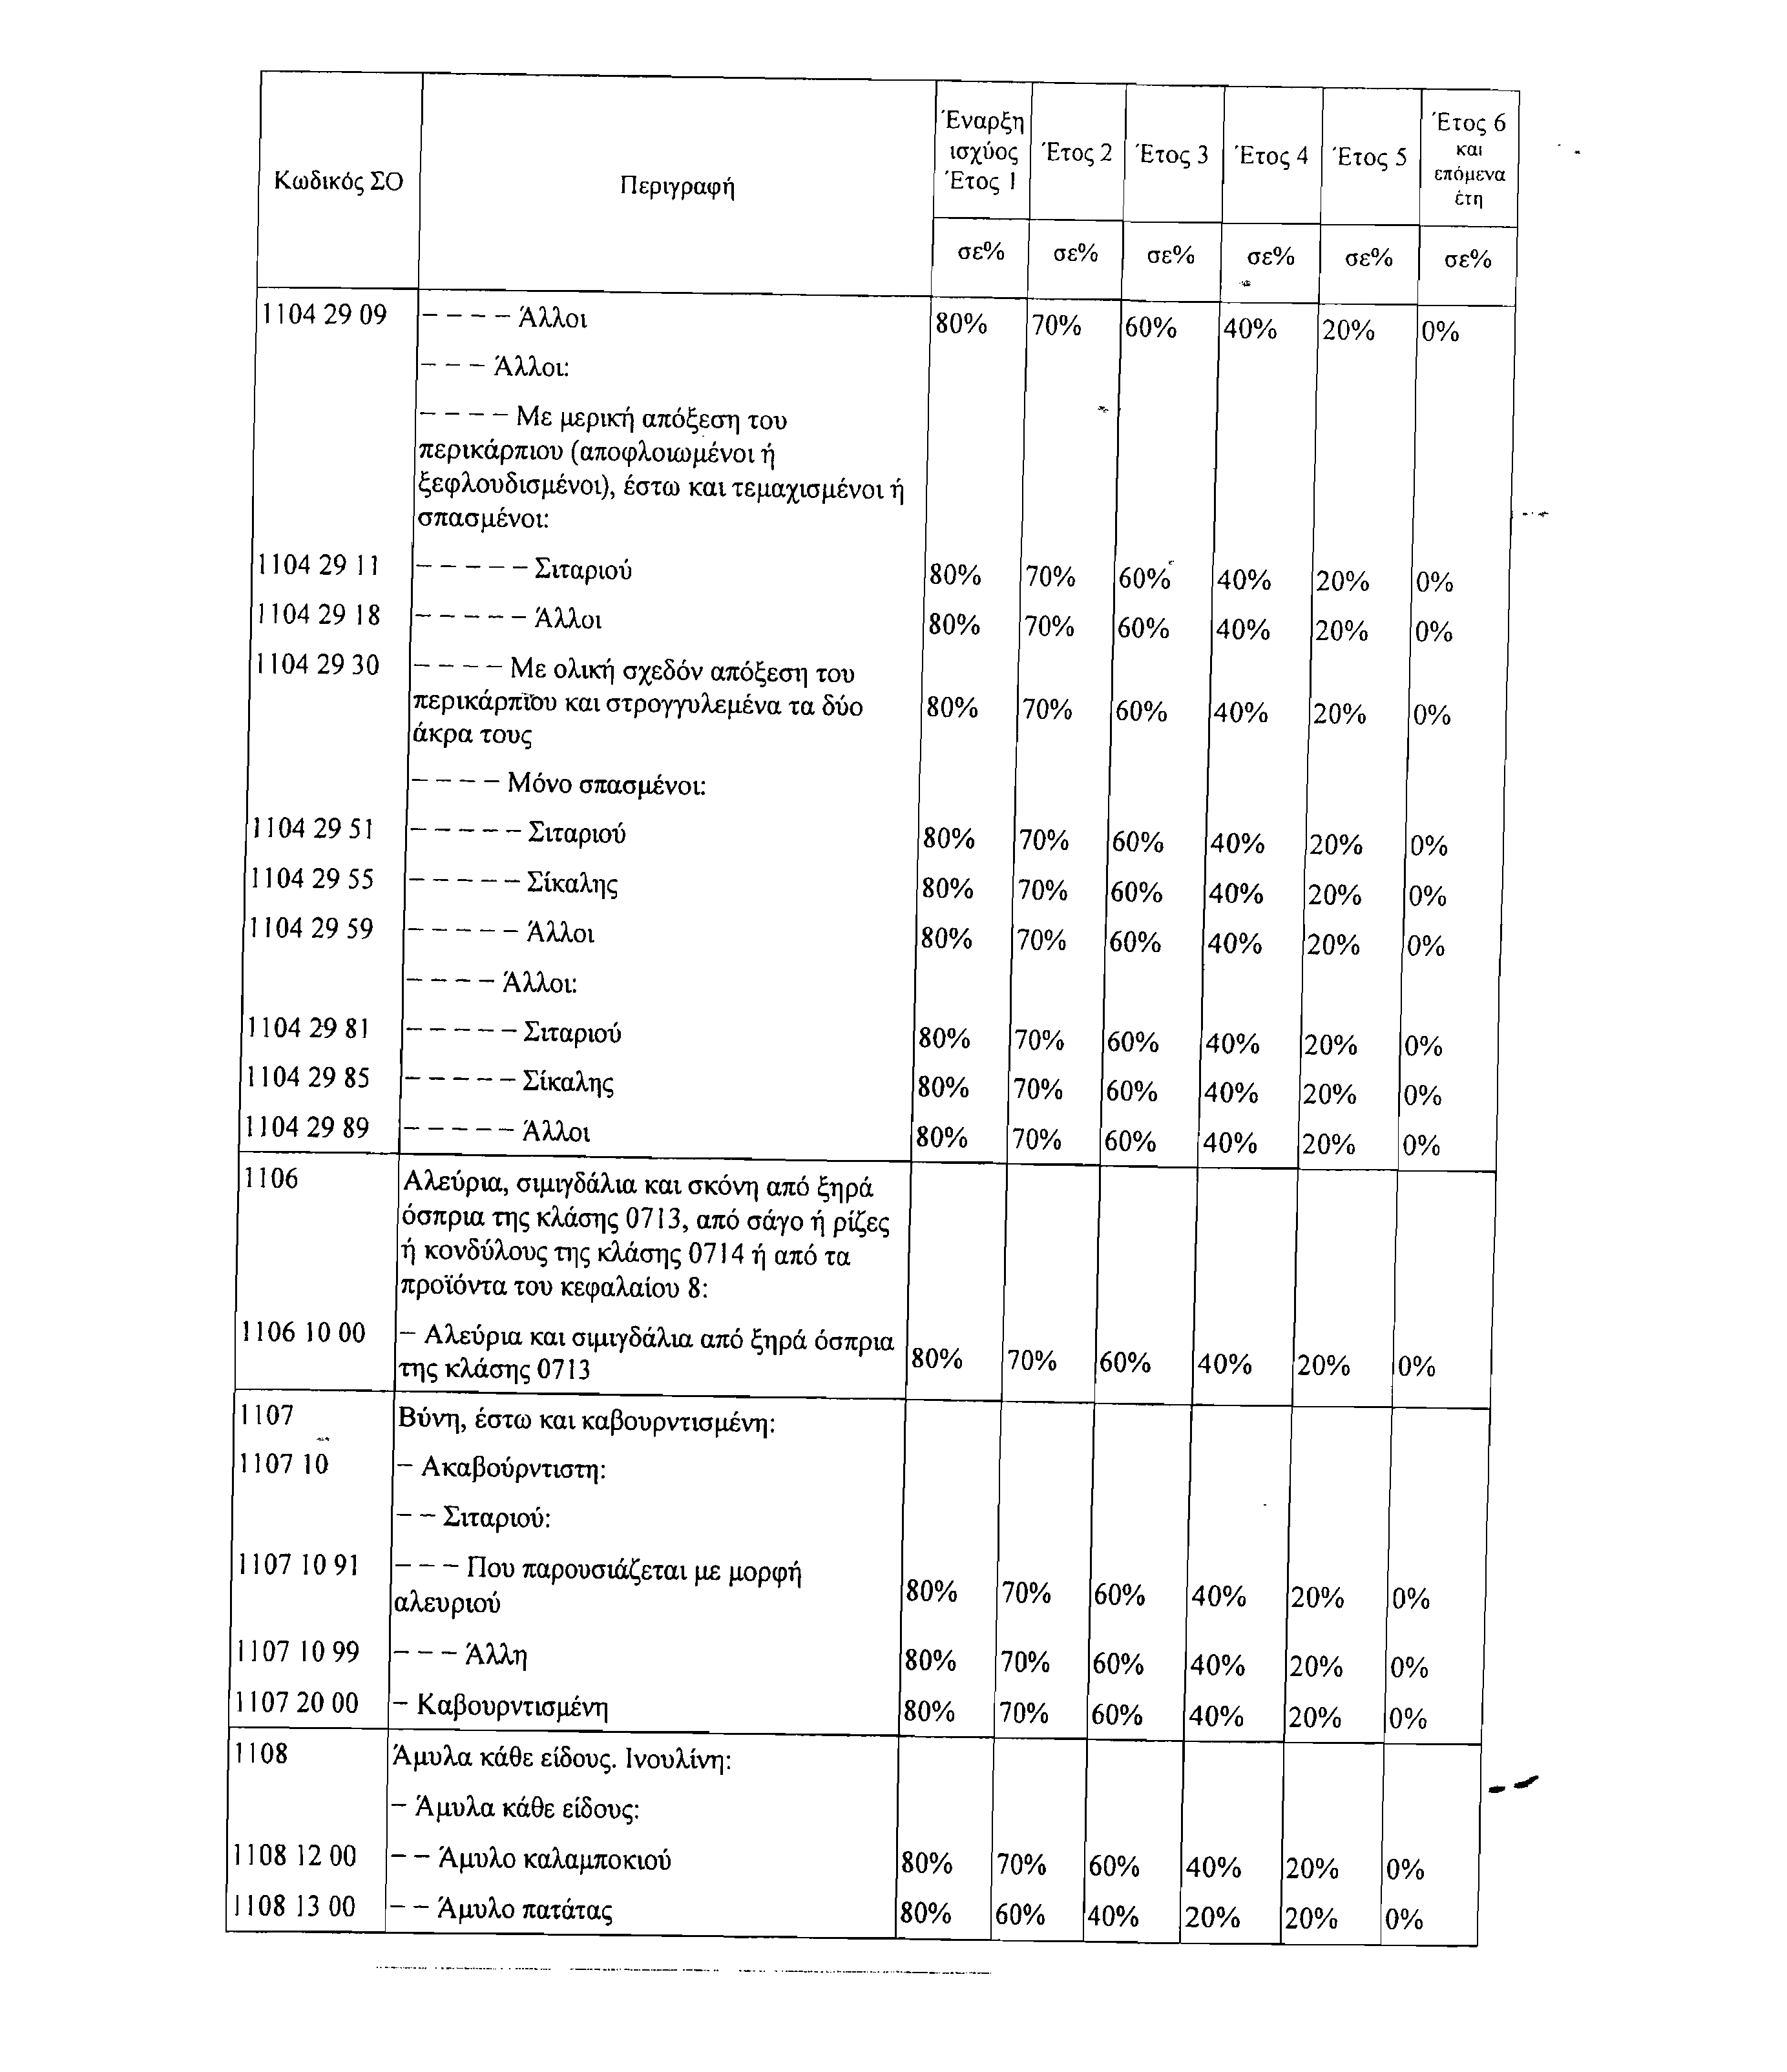 Κωδικός ΣΟ Περιγραφή Έναρξη ισχύος Έτος 1 Έτος 2 Έτος 3 Έτος 4 Έτος 5 Έτος 6 και επόμενα έτη
σε% σε% σε% σε% σε% σε%
1104 29 09 – – – – Άλλοι 80% 70% 60% 40% 20% 0%
– – – Άλλοι:
– – – – Με μερική απόξεση του
περικάρπιου (αποφλοιωμένοι ή
ξεφλουδισμένοι), έστω και τεμαχισμένοι ή
σπασμένοι:
1104 29 11 – – – – – Σιταριού 80% 70% 60% 40% 20% 0%
1104 29 18 – – – – – Άλλοι 80% 70% 60% 40% 20% 0%
1104 29 30 – – – – Με ολική σχεδόν απόξεση του
περικάρπίου και στρογγυλεμένα τα δύο 80% 70% 60% 40% 20% 0%
άκρα τους
– – – – Μόνο σπασμένοι:
1104 29 51 – – – – – Σιταριού 80% 70% 60% 40% 20% 0%
1104 29 55 – – – – – Σίκαλης 80% 70% 60% 40% 20% 0%
1104 29 59 – – – – – Άλλοι 80% 70% 60% 40% 20% 0%
– – – – Άλλοι:
1104 29 81 – – – – – Σιταριού 80% 70% 60% 40% 20% 0%
1104 29 85 – – – – – Σίκαλης 80% 70% 60% 40% 20% 0%
1104 29 89 – – – – – Άλλοι 80% 70% 60% 40% 20% 0%
1106 Αλεύρια, σιμιγδάλια και σκόνη από ξηρά
όσπρια της κλάσης 0713, από σάγο ή ρίζες
ή κονδύλους της κλάσης 0714 ή από τα
προϊόντα του κεφαλαίου 8:
1106 10 00 – Αλεύρια και σιμιγδάλια από ξηρά όσπρια
της κλάσης 0713 80% 70% 60% 40% 20% 0%
1107 Βύνη, έστω και καβουρντισμένη:
1107 10 – Ακαβούρντιστη:
– – Σιταριού:
1107 10 91 – – – Που παρουσιάζεται με μορφή
αλευριού 80% 70% 60% 40% 20% 0%
1107 10 99 – – – Άλλη 80% 70% 60% 40% 20% 0%
1107 20 00 – Καβουρντισμένη 80% 70% 60% 40% 20% 0%
1108 Άμυλα κάθε είδους. Ινουλίνη:
– Άμυλα κάθε είδους:
1108 12 00 – – Άμυλο καλαμποκιού 80% 70% 60% 40% 20% 0%
1108 13 00 – – Άμυλο πατάτας 80% 60% 40% 20% 20% 0%